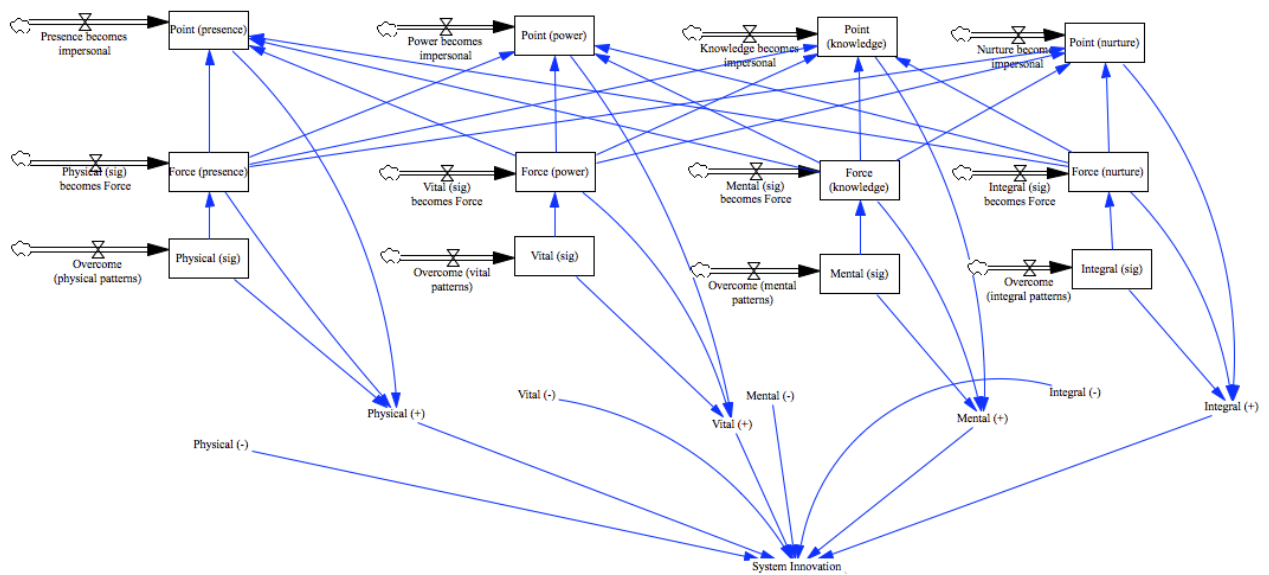 Presence becomes
impersonal
Point (presence)
Power becomes
impersonal
Point (power)
Knowledge becomes
impersonal
Point
(knowledge)
Nurture becomes
impersonal
Point (nurture)
Physical (sig)
becomes Force
Force (presence)
Vital (sig)
becomes Force
Force (power)
Mental (sig)
becomes Force
Force
(knowledge)
Integral (sig)
becomes Force
Force (nurture)
Overcome
(physical patterns)
Physical (sig)
Overcome (vital
patterns)
Vital (sig)
Overcome (mental
patterns)
Mental (sig)
Overcome
(integral patterns)
Integral (sig)
Physical (+)
Vital (-)
Mental (-)
Vital (+)
Integral (-)
Mental (+)
Integral (+)
Physical (-)
System Innovation